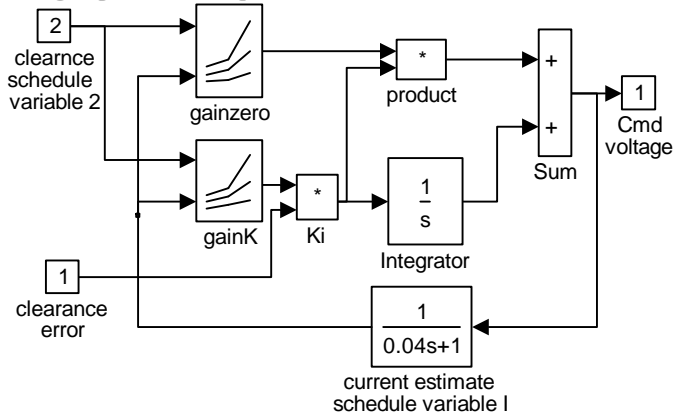 2
clearnce
schedule
variable 2
gainzero
*
product
+
+
Sum
1
Cmd
voltage
gainK
*
Ki
1
s
Integrator
1
clearance
error
1
0.04s+1
current estimate
schedule variable I